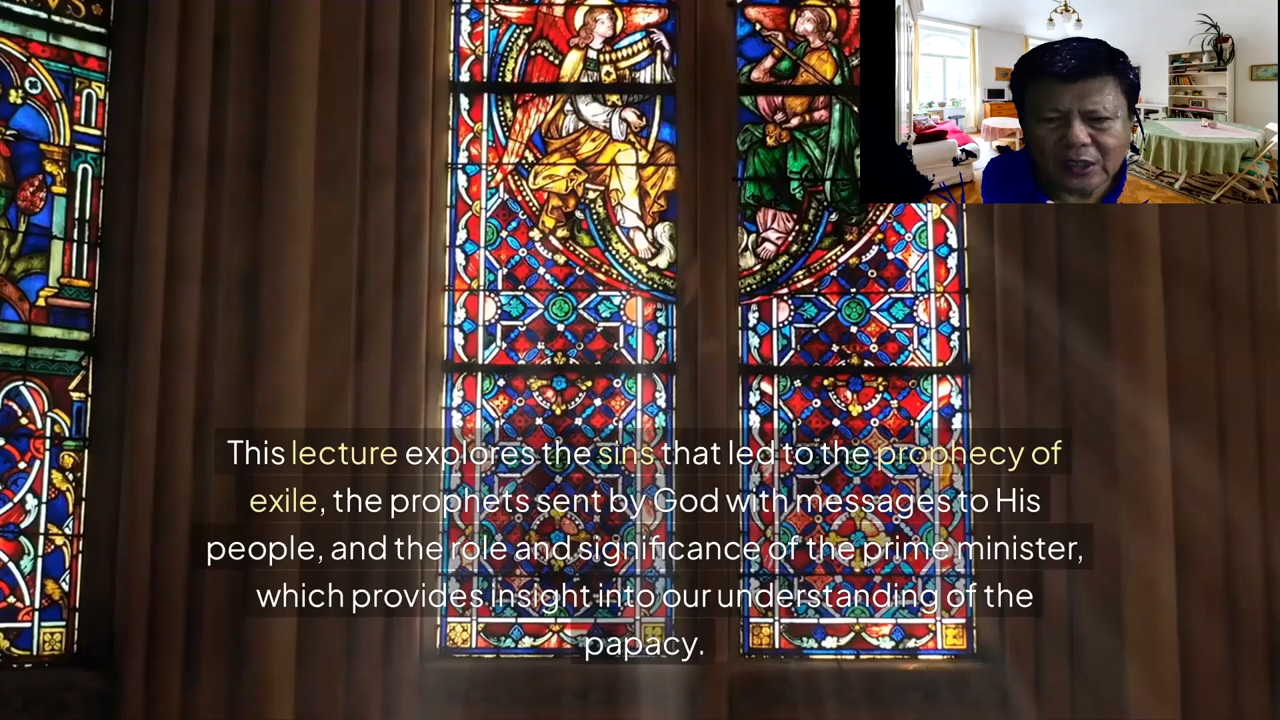 This lecture explores the sins that led to the prophecy of
exile, the prophets sent by God with messages to His
people, and the role and significance of the prime minister,
which provides insight into our understanding of the
papacy.